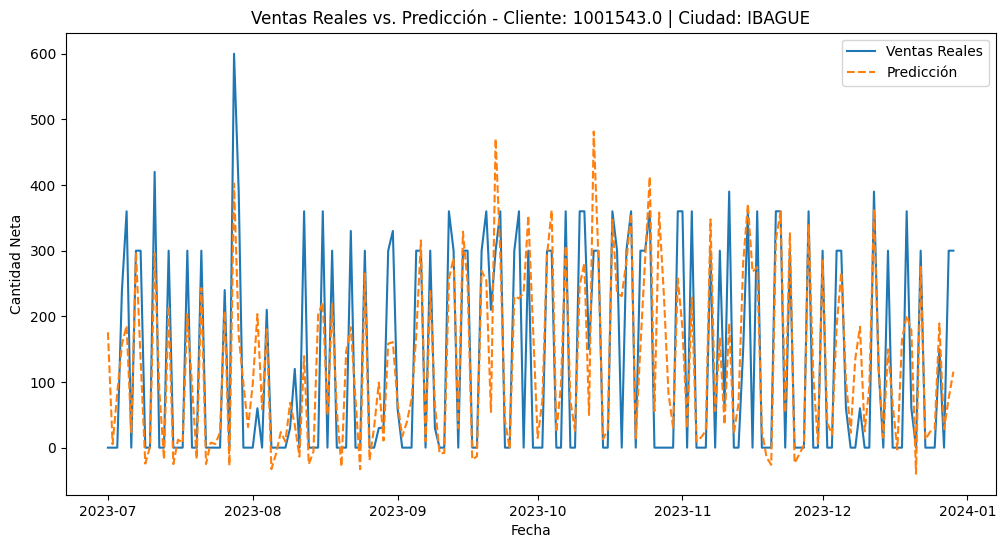 Ventas Reales vs. Predicción - Cliente: 1001543.0 | Ciudad: IBAGUE
Ventas Reales
Predicción
Cantidad Neta
600
500
400
300
200
100
0
2023-07
2023-08
2023-09
2023-10
2023-11
2023-12
2024-01
Fecha